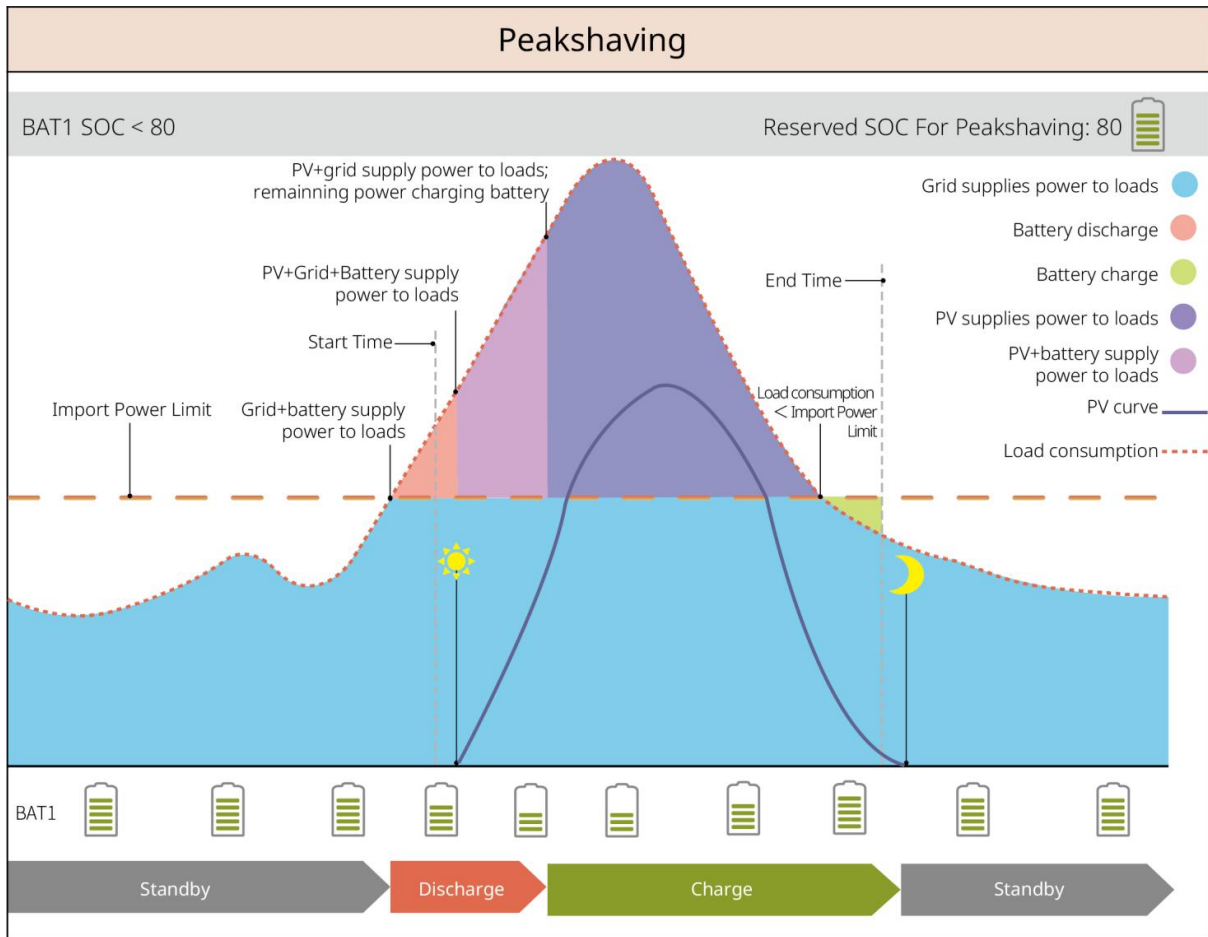 Peakshaving
BAT1 SOC < 80
Reserved SOC For Peakshaving: 80
PV+grid supply power to loads;
remainning power charging battery
PV+Grid+Battery supply
power to loads
Start Time
Import Power Limit
Grid+battery supply
power to loads
End Time
Load consumption
< Import Power
Limit
Grid supplies power to loads
Battery discharge
Battery charge
PV supplies power to loads
PV+battery supply
power to loads
PV curve
Load consumption
BAT1
Standby
Discharge
Charge
Standby